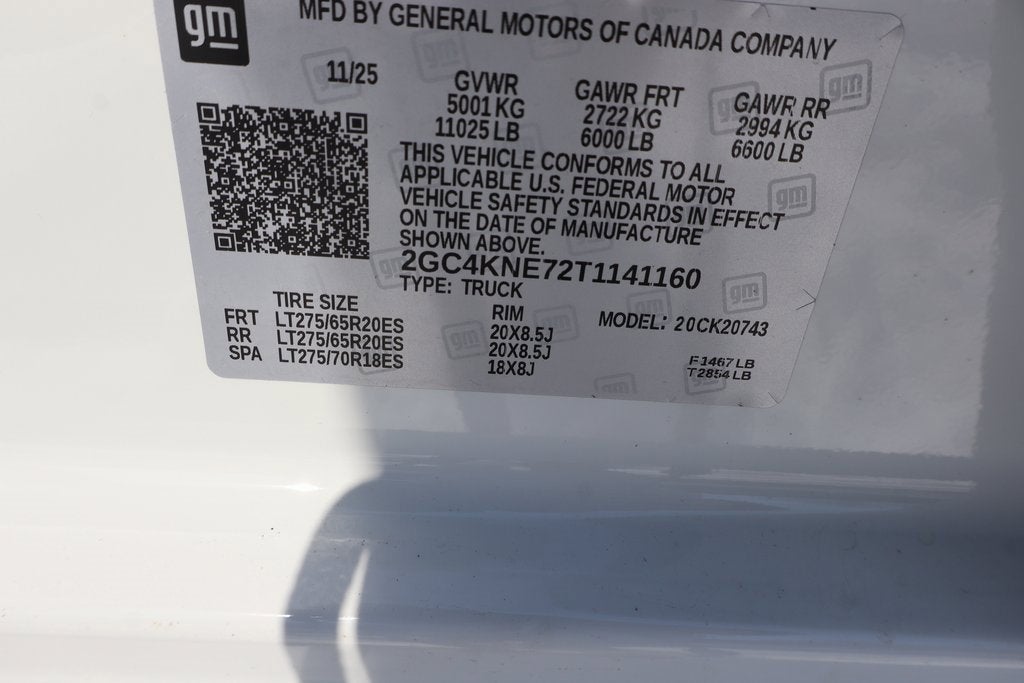 gm
MFD BY GENERAL MOTORS OF CANADA COMPANY
11/25
GVWR
5001 KG
11025 LB
GAWR FRT
2722 KG
6000 LB
GAWR RR
2994 KG
6600 LB
THIS VEHICLE CONFORMS TO ALL
APPLICABLE U.S. FEDERAL MOTOR
VEHICLE SAFETY STANDARDS IN EFFECT
ON THE DATE OF MANUFACTURE
SHOWN ABOVE.
2GC4KNE72T1141160
TYPE: TRUCK
TIRE SIZE RIM
FRT LT275/65R20ES 20X8.5J
RR LT275/65R20ES 20X8.5J
SPA LT275/70R18ES 18X8J
MODEL: 20CK20743
F1467 LB
T2854 LB